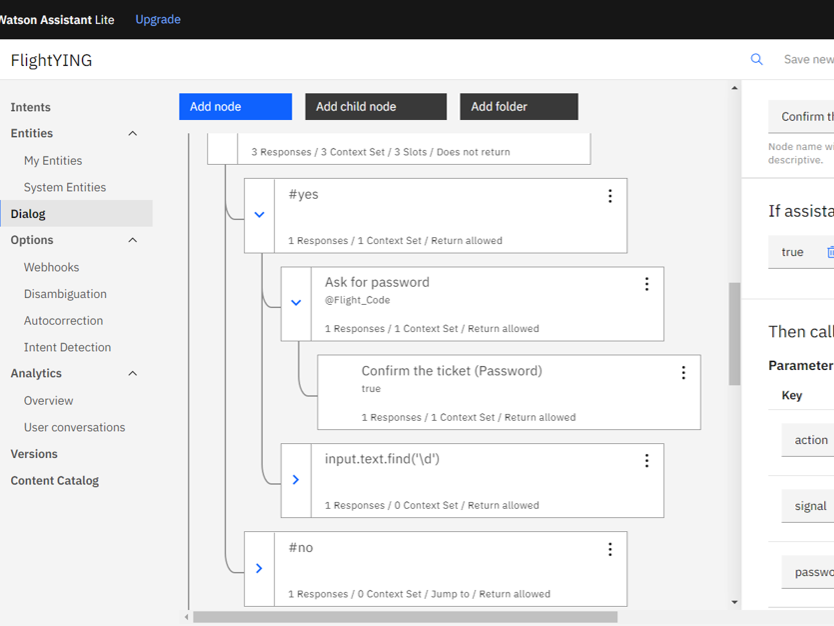 Watson Assistant Lite
Upgrade
FlightYING
Save new
Intents
Entities
My Entities
System Entities
Dialog
Options
Webhooks
Disambiguation
Autocorrection
Intent Detection
Analytics
Overview
User conversations
Versions
Content Catalog
Add node
Add child node
Add folder
3 Responses / 3 Context Set / 3 Slots / Does not return
#yes
1 Responses / 1 Context Set / Return allowed
Ask for password
@Flight_Code
1 Responses / 1 Context Set / Return allowed
Confirm the ticket (Password)
true
1 Responses / 1 Context Set / Return allowed
input.text.find('\d')
1 Responses / 0 Context Set / Return allowed
#no
1 Responses / 0 Context Set / Jump to / Return allowed
Confirm th
Node name wi
descriptive.
If assista
true
Then call
Parameter
Key
action
signal
passwo